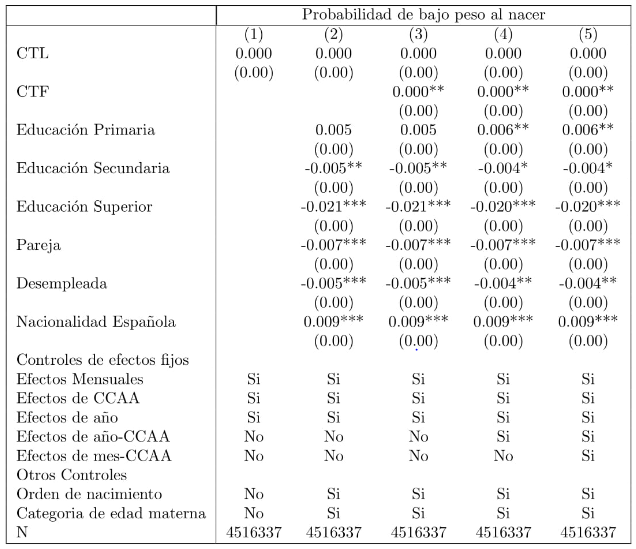 Probabilidad de bajo peso al nacer
(1) (2) (3) (4) (5)
CTL 0.000 0.000 0.000 0.000 0.000
(0.00) (0.00) (0.00) (0.00) (0.00)
CTF 0.000** 0.000** 0.000**
(0.00) (0.00) (0.00)
Educación Primaria 0.005 0.005 0.006** 0.006**
(0.00) (0.00) (0.00) (0.00)
Educación Secundaria -0.005** -0.005** -0.004* -0.004*
(0.00) (0.00) (0.00) (0.00)
Educación Superior -0.021*** -0.021*** -0.020*** -0.020***
(0.00) (0.00) (0.00) (0.00)
Pareja -0.007*** -0.007*** -0.007*** -0.007***
(0.00) (0.00) (0.00) (0.00)
Desempleada -0.005*** -0.005*** -0.004** -0.004**
(0.00) (0.00) (0.00) (0.00)
Nacionalidad Española 0.009*** 0.009*** 0.009*** 0.009***
(0.00) (0.00) (0.00) (0.00)
Controles de efectos fijos
Efectos Mensuales Si Si Si Si Si
Efectos de CCAA Si Si Si Si Si
Efectos de año Si Si Si Si Si
Efectos de año-CCAA No No No Si Si
Efectos de mes-CCAA No No No No Si
Otros Controles
Orden de nacimiento No Si Si Si Si
Categoria de edad materna No Si Si Si Si
N 4516337 4516337 4516337 4516337 4516337